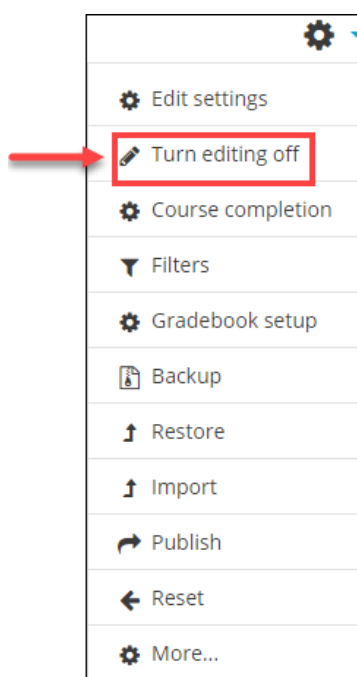 Edit settings
Turn editing off
Course completion
Filters
Gradebook setup
Backup
Restore
Import
Publish
Reset
More...